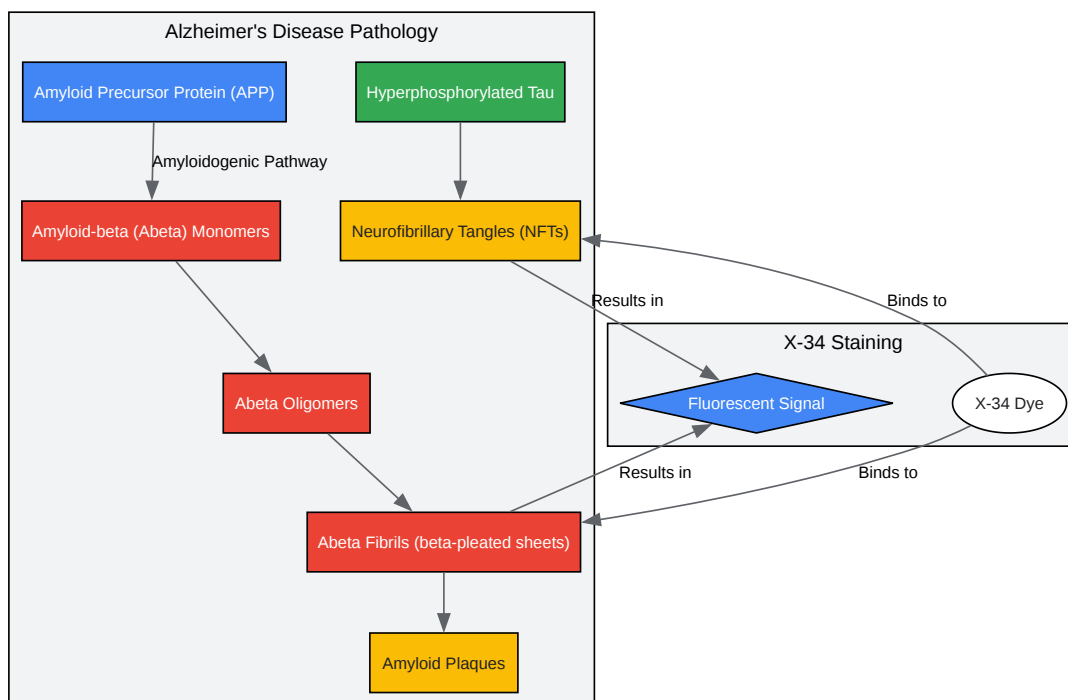 Alzheimer's Disease Pathology
Amyloid Precursor Protein (APP)
Hyperphosphorylated Tau
Amyloidogenic Pathway
Amyloid-beta (Abeta) Monomers
Neurofibrillary Tangles (NFTs)
Results in
Binds to
X-34 Staining
Abeta Oligomers
Fluorescent Signal
X-34 Dye
Results in
Binds to
Abeta Fibrils (beta-pleated sheets)
Amyloid Plaques